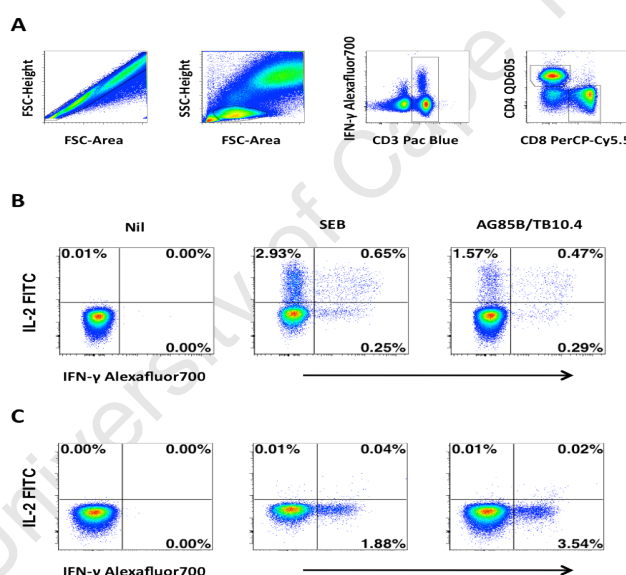 A
FSC-Height
FSC-Area
SSC-Height
FSC-Area
IFN-γ Alexafluor700
CD3 Pac Blue
CD4 QD605
CD8 PerCP-Cy5.5
B
Nil
SEB
AG85B/TB10.4
IL-2 FITC
0.01% 0.00%
0.00%
2.93% 0.65%
0.25%
1.57% 0.47%
0.29%
IFN-γ Alexafluor700
C
IL-2 FITC
0.00% 0.00%
0.00%
0.01% 0.04%
1.88%
0.01% 0.02%
3.54%
IFN-γ Alexafluor700
University of Cape